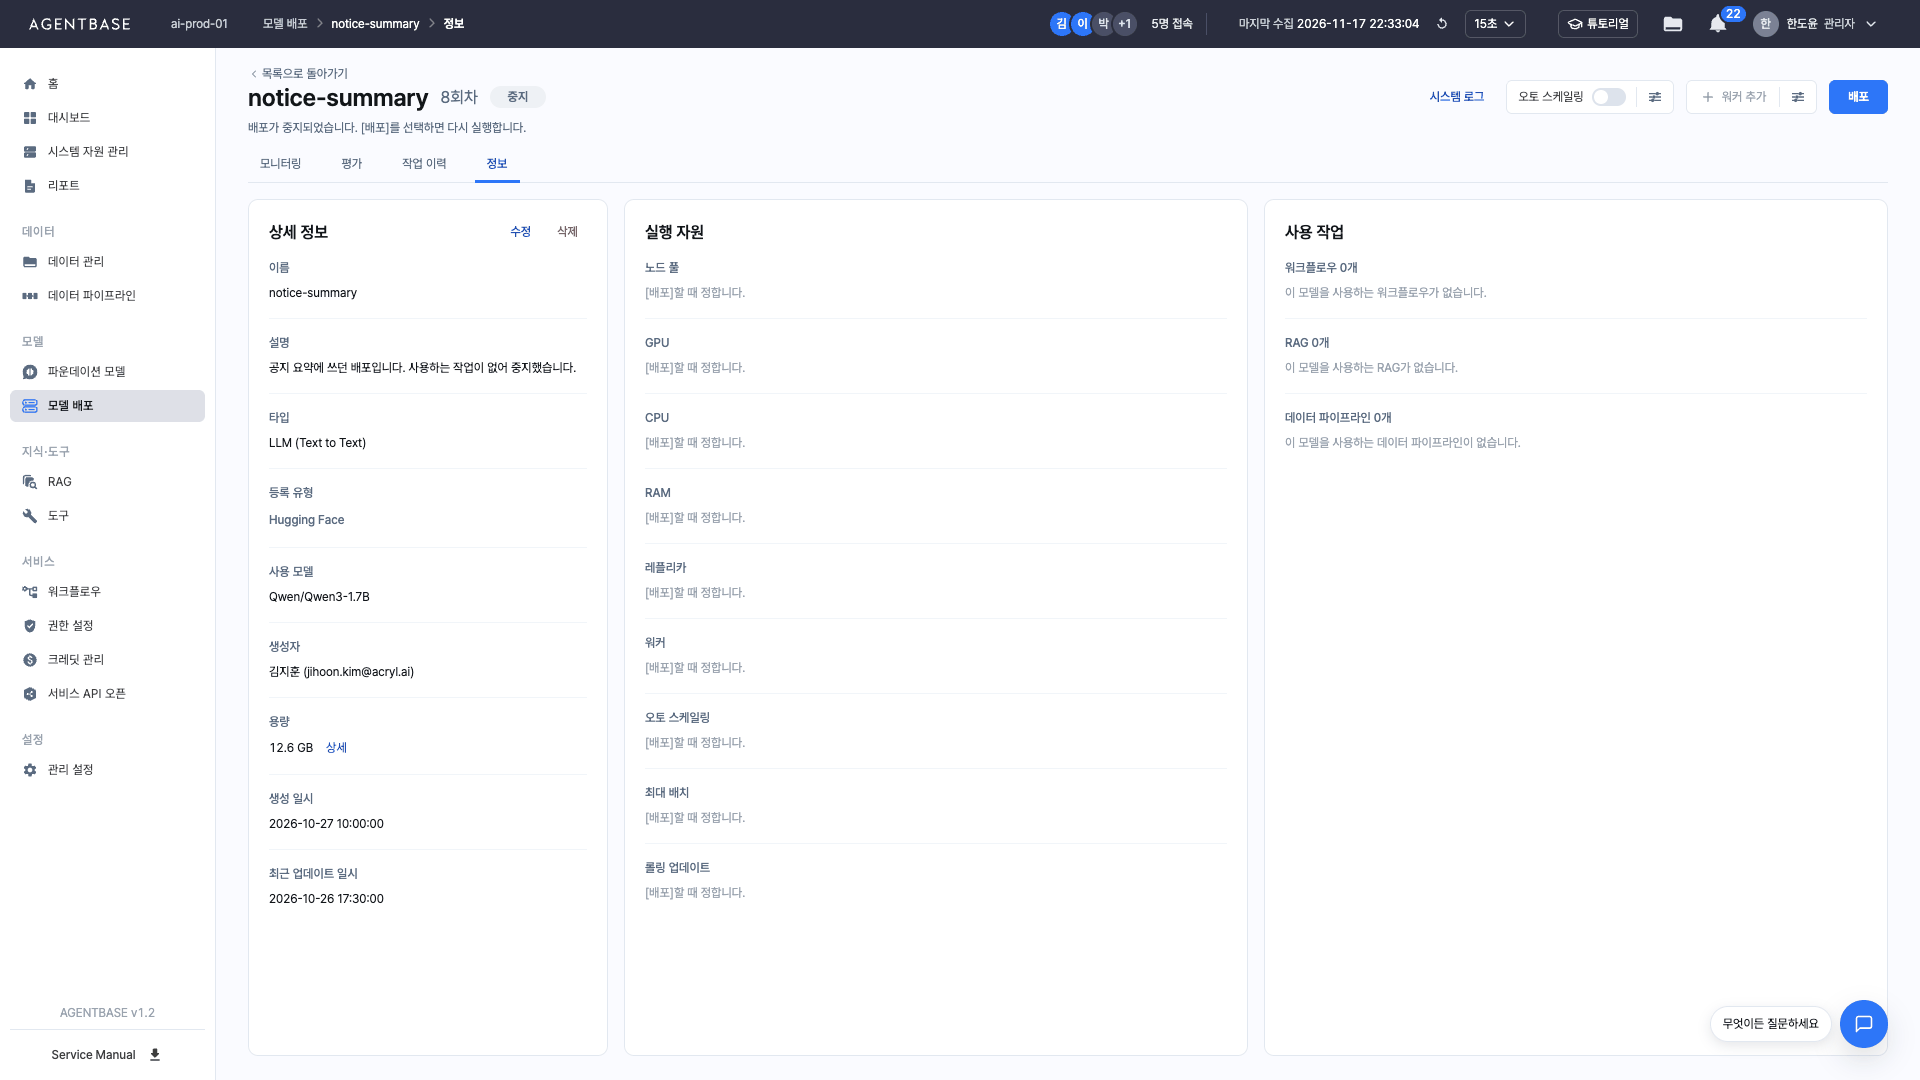 AGENTBASE
ai-prod-01
모델 배포 > notice-summary > 정보
김 이 박 +1 5명 접속
마지막 수집 2026-11-17 22:33:04
15초
튜토리얼
22
한 한도윤 관리자
홈
대시보드
시스템 자원 관리
리포트
데이터
데이터 관리
데이터 파이프라인
모델
파운데이션 모델
모델 배포
지식·도구
RAG
도구
서비스
워크플로우
권한 설정
크레딧 관리
서비스 API 오픈
설정
관리 설정
AGENTBASE v1.2
Service Manual
목록으로 돌아가기
notice-summary 8회차 중지
배포가 중지되었습니다. [배포]를 선택하면 다시 실행합니다.
시스템 로그
오토 스케일링
워커 추가
배포
모니터링 평가 작업 이력 정보
상세 정보 수정 삭제
이름
notice-summary
설명
공지 요약에 쓰던 배포입니다. 사용하는 작업이 없어 중지했습니다.
타입
LLM (Text to Text)
등록 유형
Hugging Face
사용 모델
Qwen/Qwen3-1.7B
생성자
김지훈 (jihoon.kim@acryl.ai)
용량
12.6 GB 상세
생성 일시
2026-10-27 10:00:00
최근 업데이트 일시
2026-10-26 17:30:00
실행 자원
노드 풀
[배포]할 때 정합니다.
GPU
[배포]할 때 정합니다.
CPU
[배포]할 때 정합니다.
RAM
[배포]할 때 정합니다.
레플리카
[배포]할 때 정합니다.
워커
[배포]할 때 정합니다.
오토 스케일링
[배포]할 때 정합니다.
최대 배치
[배포]할 때 정합니다.
롤링 업데이트
[배포]할 때 정합니다.
사용 작업
워크플로우 0개
이 모델을 사용하는 워크플로우가 없습니다.
RAG 0개
이 모델을 사용하는 RAG가 없습니다.
데이터 파이프라인 0개
이 모델을 사용하는 데이터 파이프라인이 없습니다.
무엇이든 질문하세요